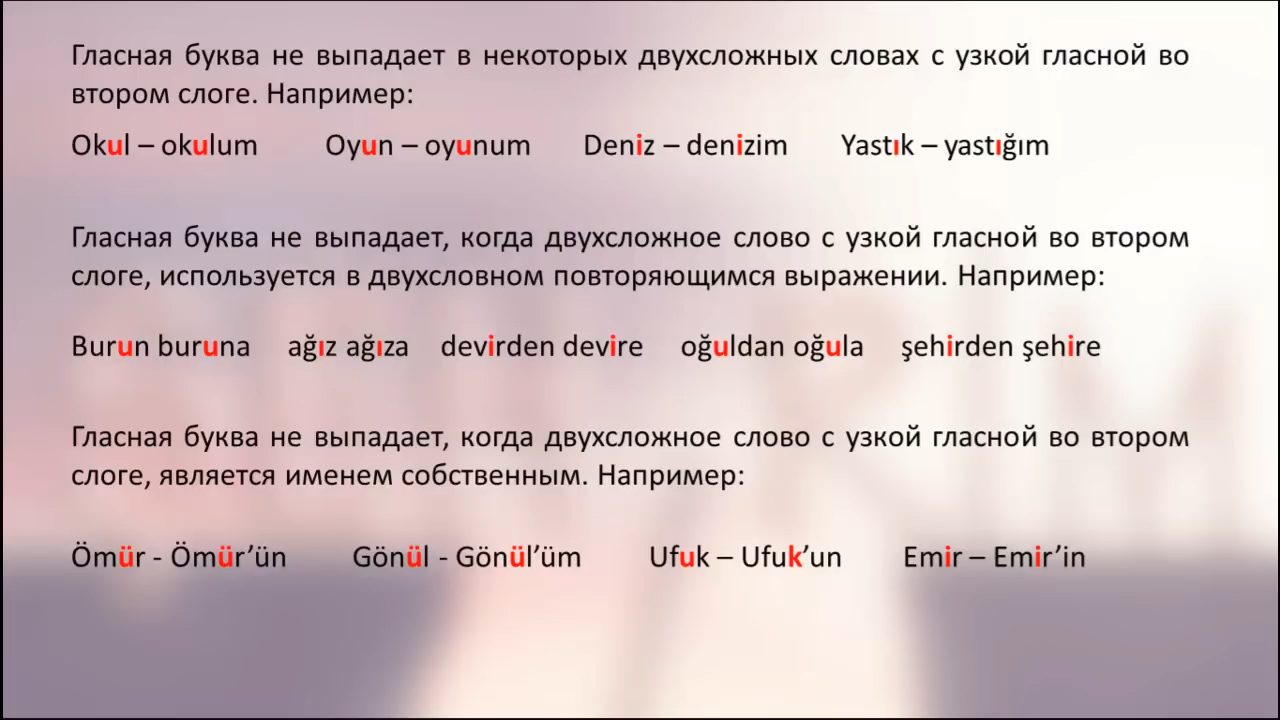 Гласная буква не выпадает в некоторых двухсложных словах с узкой гласной во
втором слоге. Например:
Okul – okulum Oyun – oyunum Deniz – denizim Yastık – yastığım
Гласная буква не выпадает, когда двухсложное слово с узкой гласной во втором
слоге, используется в двухсловном повторяющимся выражении. Например:
Burun buruna ağız ağıza devirden devire oğuldan oğula şehirden şehire
Гласная буква не выпадает, когда двухсложное слово с узкой гласной во втором
слоге, является именем собственным. Например:
Ömür - Ömür’ün Gönül - Gönül’üm Ufuk – Ufuk’un Emir – Emir’in